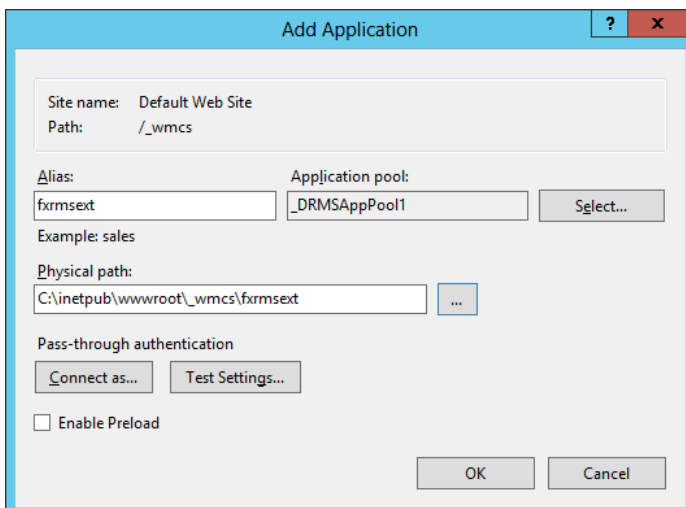 Add Application
?
x
Site name: Default Web Site
Path: /_wmcs
Alias: Application pool:
fxrmsext _DRMSAppPool1 Select...
Example: sales
Physical path:
C:\inetpub\wwwroot\_wmcs\fxrmsext ...
Pass-through authentication
Connect as... Test Settings...
Enable Preload
OK Cancel